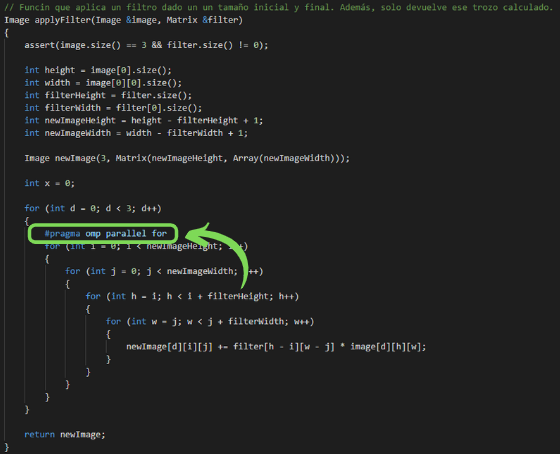 // Funcin que aplica un filtro dado un un tamaño inicial y final. Además, solo devuelve ese trozo calculado.
Image applyFilter(Image &image, Matrix &filter)
{
    assert(image.size() == 3 && filter.size() != 0);
    int height = image[0].size();
    int width = image[0][0].size();
    int filterHeight = filter.size();
    int filterWidth = filter[0].size();
    int newImageHeight = height - filterHeight + 1;
    int newImageWidth = width - filterWidth + 1;
    Image newImage(3, Matrix(newImageHeight, Array(newImageWidth)));
    int x = 0;
    for (int d = 0; d < 3; d++)
    {
        #pragma omp parallel for
        for (int i = 0; i < newImageHeight; i++)
        {
            for (int j = 0; j < newImageWidth; ++)
            {
                for (int h = i; h < i + filterHeight; h++)
                {
                    for (int w = j; w < j + filterWidth; w++)
                    {
                        newImage[d][i][j] += filter[h - i][w - j] * image[d][h][w];
                    }
                }
            }
        }
    }
    return newImage;
}